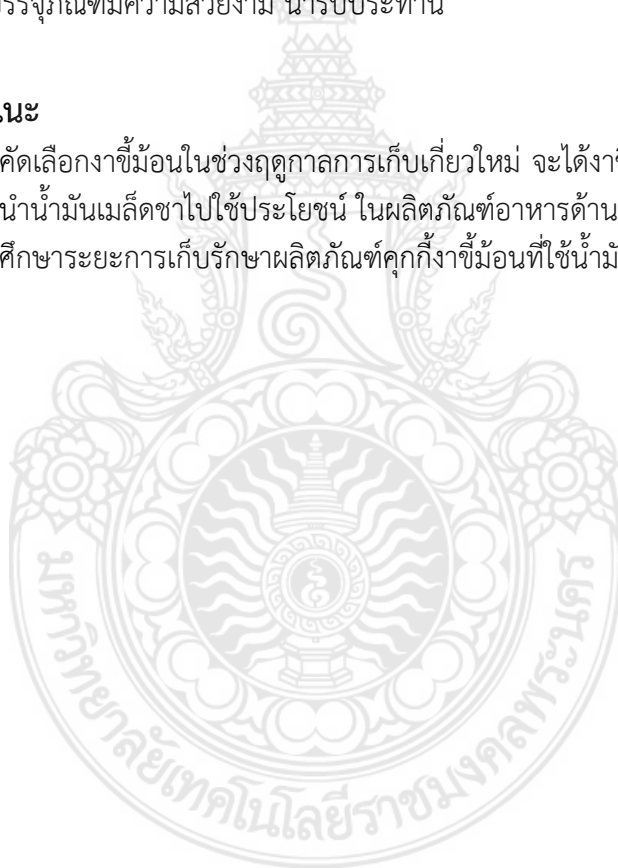 รรจุภัณฑ์มีความสวยงาม น่ารับประทาน
นะ
คัดเลือกงาขี้ม้อนในช่วงฤดูกาลการเก็บเกี่ยวใหม่ จะได้งา
นำน้ำมันเมล็ดชาไปใช้ประโยชน์ ในผลิตภัณฑ์อาหารด้าน
ศึกษาระยะการเก็บรักษาผลิตภัณฑ์คุกกี้งาขี้ม้อนที่ใช้น้ำมั
มหาวิทยาลัยเทคโนโลยีราชมงคลพระนคร